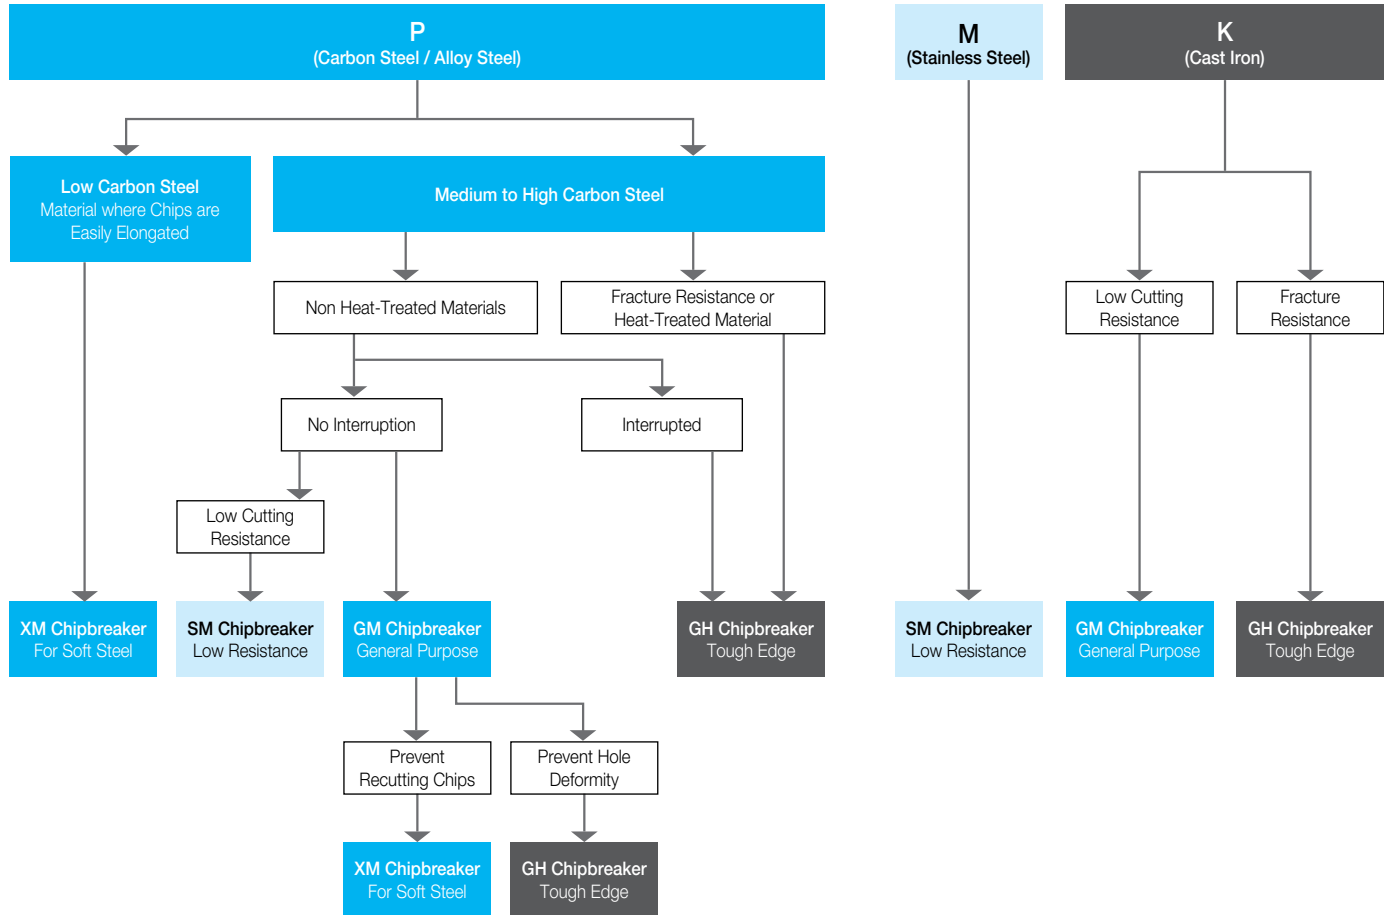 P
(Carbon Steel / Alloy Steel)
M
(Stainless Steel)
K
(Cast Iron)
Low Carbon Steel
Material where Chips are
Easily Elongated
Medium to High Carbon Steel
Non Heat-Treated Materials
Fracture Resistance or
Heat-Treated Material
Low Cutting
Resistance
Fracture
Resistance
No Interruption
Interrupted
Low Cutting
Resistance
XM Chipbreaker
For Soft Steel
SM Chipbreaker
Low Resistance
GM Chipbreaker
General Purpose
GH Chipbreaker
Tough Edge
SM Chipbreaker
Low Resistance
GM Chipbreaker
General Purpose
GH Chipbreaker
Tough Edge
Prevent
Recutting Chips
Prevent Hole
Deformity
XM Chipbreaker
For Soft Steel
GH Chipbreaker
Tough Edge